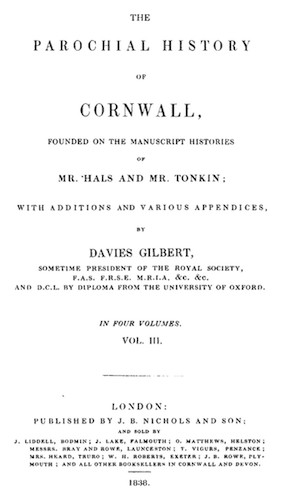 THE
PAROCHIAL HISTORY
OF
CORNWALL,
FOUNDED ON THE MANUSCRIPT HISTORIES
OF
MR. HALS AND MR. TONKIN;
WITH ADDITIONS AND VARIOUS APPENDICES,
BY
DAVIES GILBERT,
SOMETIME PRESIDENT OF THE ROYAL SOCIETY,
F.A.S. F.R.S.E. M.R.I.A. &c. &c.
AND D.C.L. BY DIPLOMA FROM THE UNIVERSITY OF OXFORD.
IN FOUR VOLUMES.
VOL. III.
LONDON:
PUBLISHED BY J. B. NICHOLS AND SON;
AND SOLD BY
J. LIDDELL, BODMIN; J. LAKE, FALMOUTH; O. MATTHEWS, HELSTON;
MESSRS. BRAY AND ROWE, LAUNCESTON; T. VIGURS, PENZANCE;
MRS. HEARD, TRURO; W. H. ROBERTS, EXETER; J. B. ROWE, PLY-
MOUTH; AND ALL OTHER BOOKSELLERS IN CORNWALL AND DEVON.
1838.